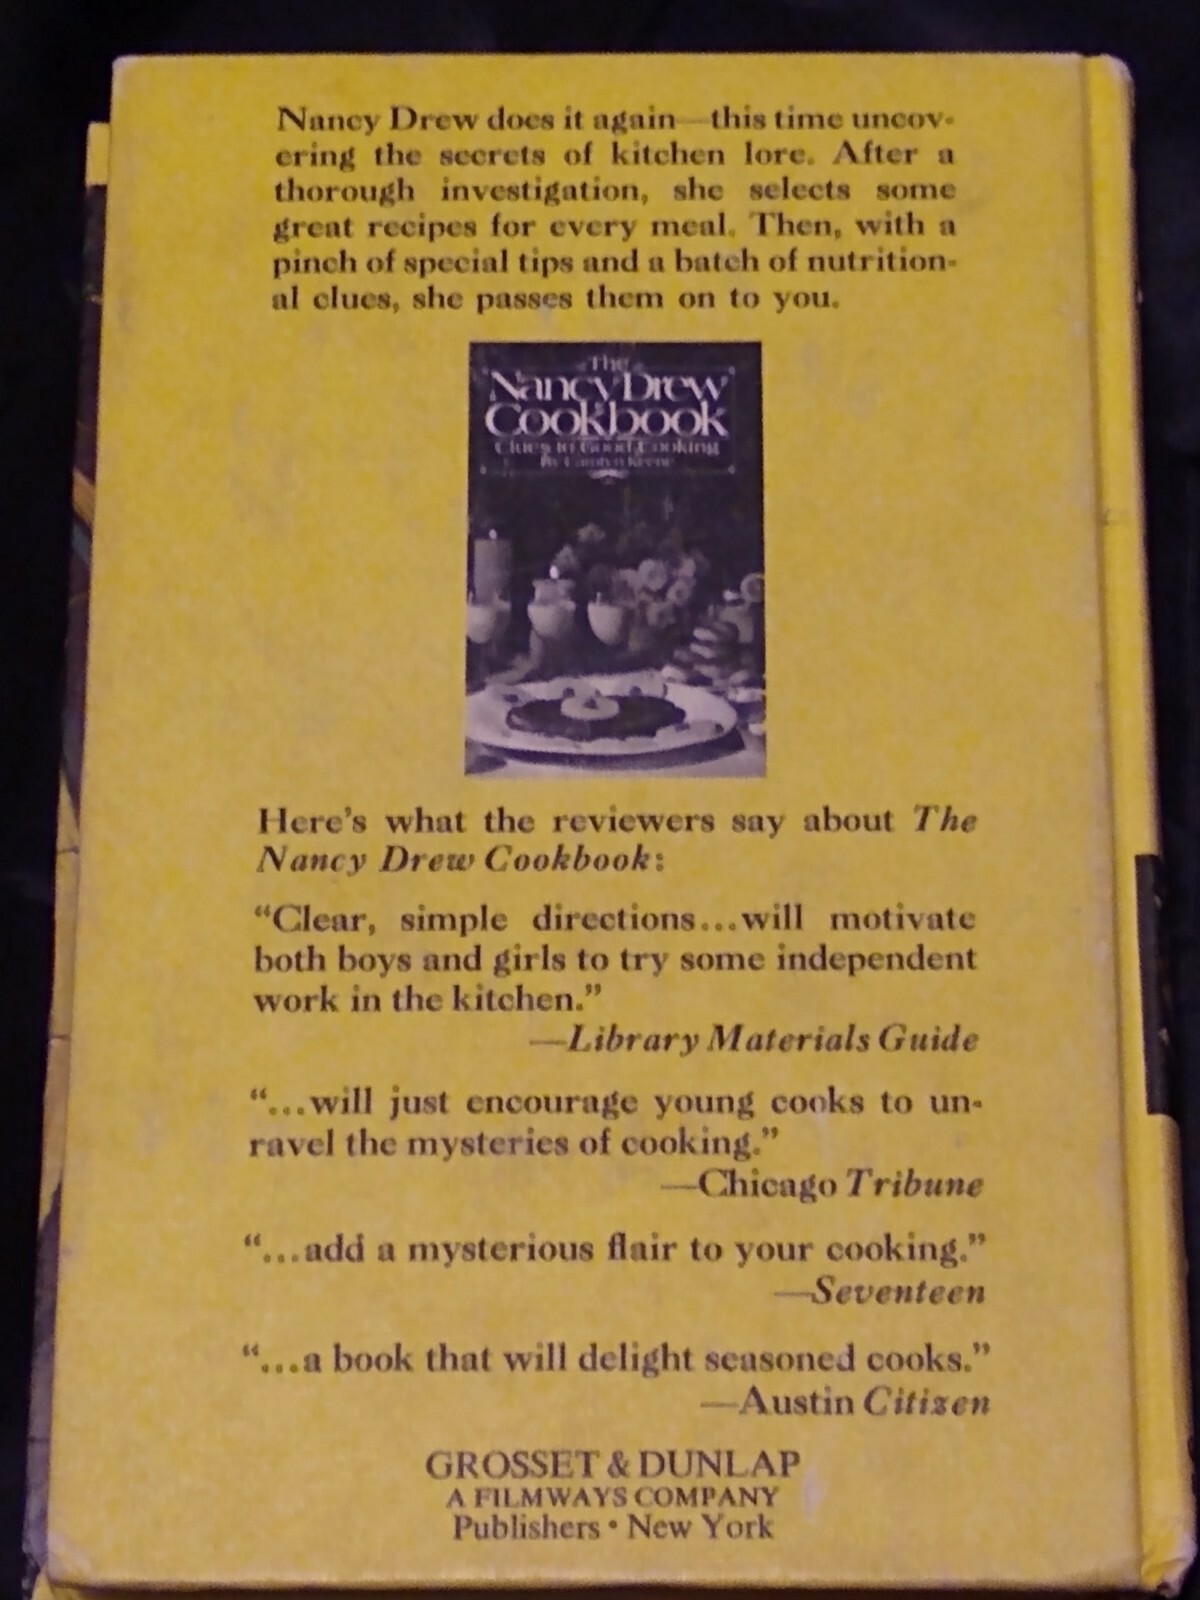 Nancy Drew does it again—this time uncov-
ering the secrets of kitchen lore. After a
thorough investigation, she selects some
great recipes for every meal. Then, with a
pinch of special tips and a batch of nutrition-
al clues, she passes them on to you.
The
Nancy Drew
Cookbook
Clues to Good Cooking
By Carolyn Keene
Here's what the reviewers say about The
Nancy Drew Cookbook:
“Clear, simple directions...will motivate
both boys and girls to try some independent
work in the kitchen.”
—Library Materials Guide
“...will just encourage young cooks to un-
ravel the mysteries of cooking.”
—Chicago Tribune
“...add a mysterious flair to your cooking.”
—Seventeen
“...a book that will delight seasoned cooks.”
—Austin Citizen
GROSSET & DUNLAP
A FILMWAYS COMPANY
Publishers • New York